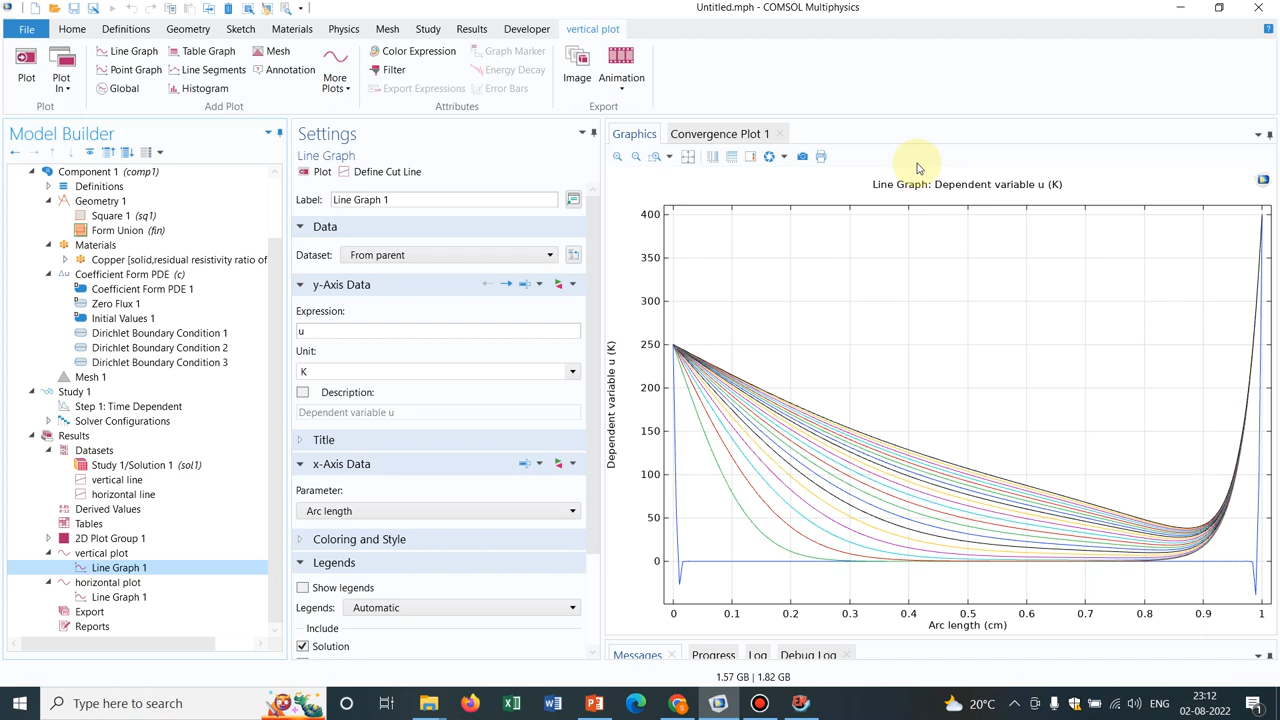 Untitled.mph - COMSOL Multiphysics
File Home Definitions Geometry Sketch Materials Physics Mesh Study Results Developer vertical plot
Line Graph Table Graph Mesh Color Expression Graph Marker
Point Graph Line Segments Annotation Filter Energy Decay
Plot Plot In More Plots Image Animation
Global Histogram Export Expressions Error Bars
Plot Add Plot Attributes Export
Model Builder
Component 1 (comp1)
Definitions
Geometry 1
Square 1 (sq1)
Form Union (fin)
Materials
Copper [solid,residual resistivity ratio of
Coefficient Form PDE (c)
Coefficient Form PDE 1
Zero Flux 1
Initial Values 1
Dirichlet Boundary Condition 1
Dirichlet Boundary Condition 2
Dirichlet Boundary Condition 3
Mesh 1
Study 1
Step 1: Time Dependent
Solver Configurations
Results
Datasets
Study 1/Solution 1 (sol1)
vertical line
horizontal line
Derived Values
Tables
2D Plot Group 1
vertical plot
Line Graph 1
horizontal plot
Line Graph 1
Export
Reports
Settings
Line Graph
Plot Define Cut Line
Label: Line Graph 1
Data
Dataset: From parent
y-Axis Data
Expression:
u
Unit:
K
Description:
Dependent variable u
Title
x-Axis Data
Parameter:
Arc length
Coloring and Style
Legends
Show legends
Legends: Automatic
Include
Solution
Graphics Convergence Plot 1
Line Graph: Dependent variable u (K)
400
350
300
250
200
150
100
50
0
Dependent variable u (K)
0 0.1 0.2 0.3 0.4 0.5 0.6 0.7 0.8 0.9 1
Arc length (cm)
Messages Progress Log Debug Log
1.57 GB | 1.82 GB
Type here to search
20°C
ENG
23:12
02-08-2022